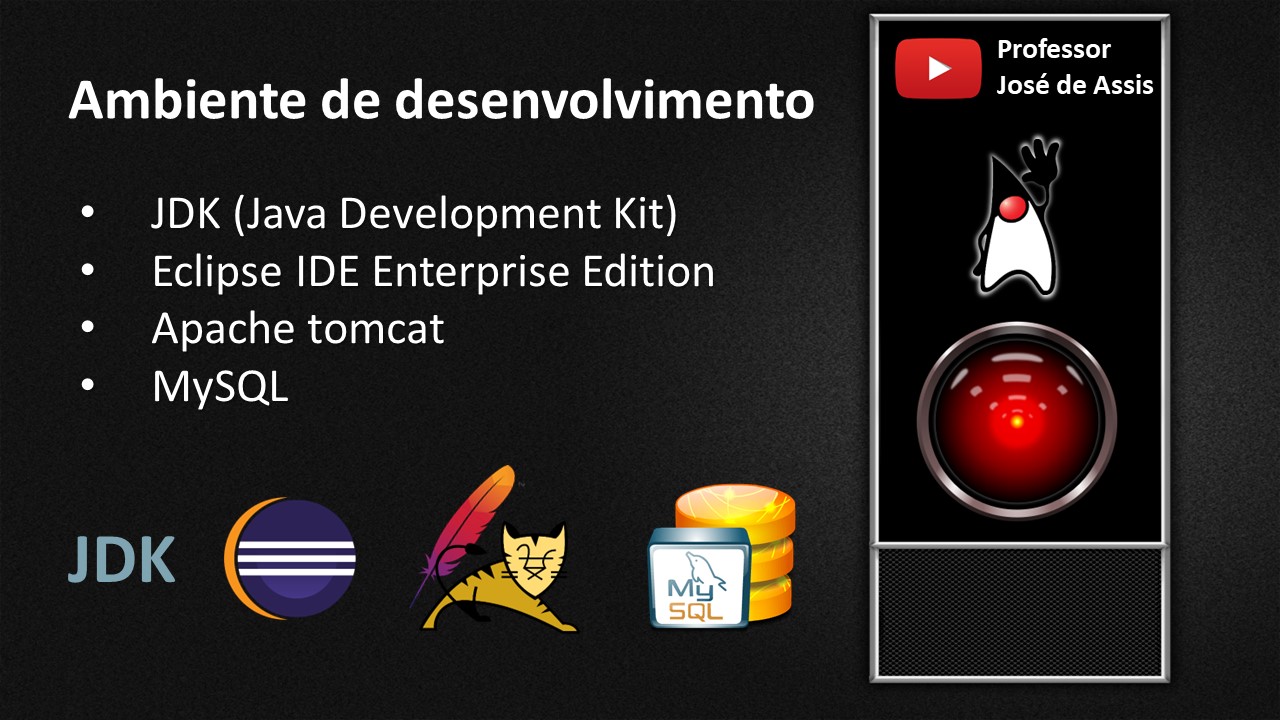 Ambiente de desenvolvimento
• JDK (Java Development Kit)
• Eclipse IDE Enterprise Edition
• Apache tomcat
• MySQL
JDK
My
SQL
Professor
José de Assis